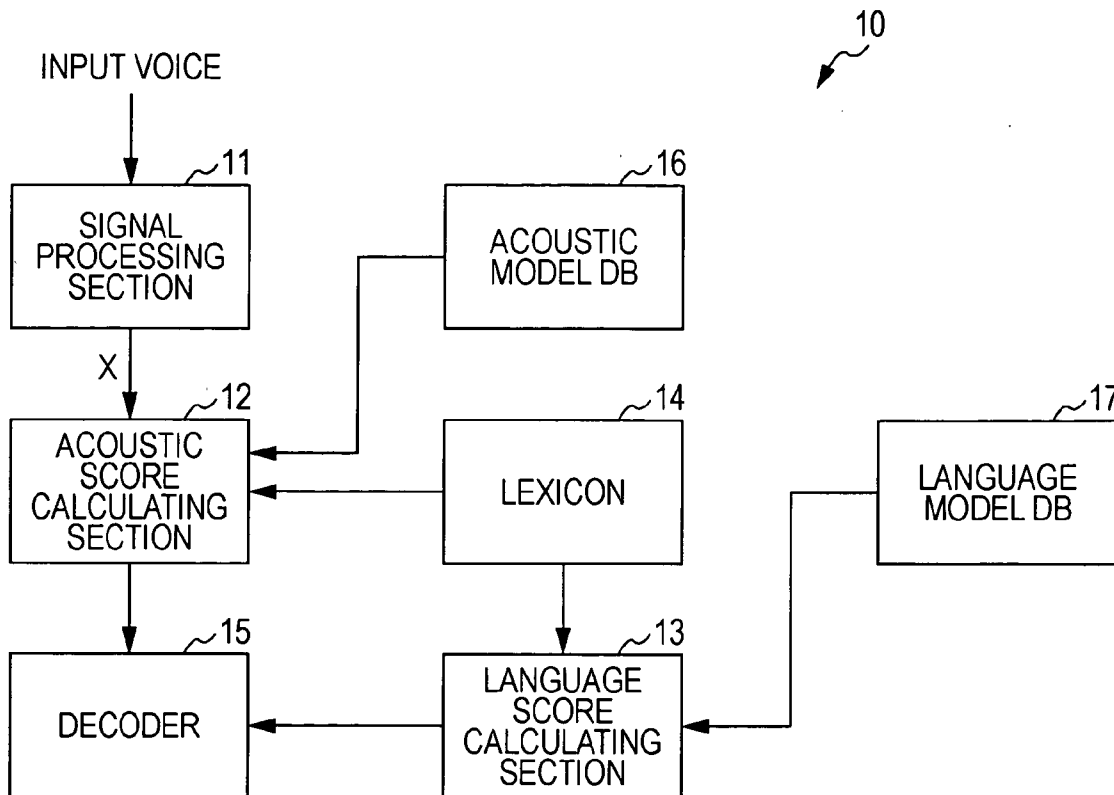 10
INPUT VOICE
11
SIGNAL
PROCESSING
SECTION
16
ACOUSTIC
MODEL DB
X
12
ACOUSTIC
SCORE
CALCULATING
SECTION
14
LEXICON
17
LANGUAGE
MODEL DB
15
DECODER
13
LANGUAGE
SCORE
CALCULATING
SECTION